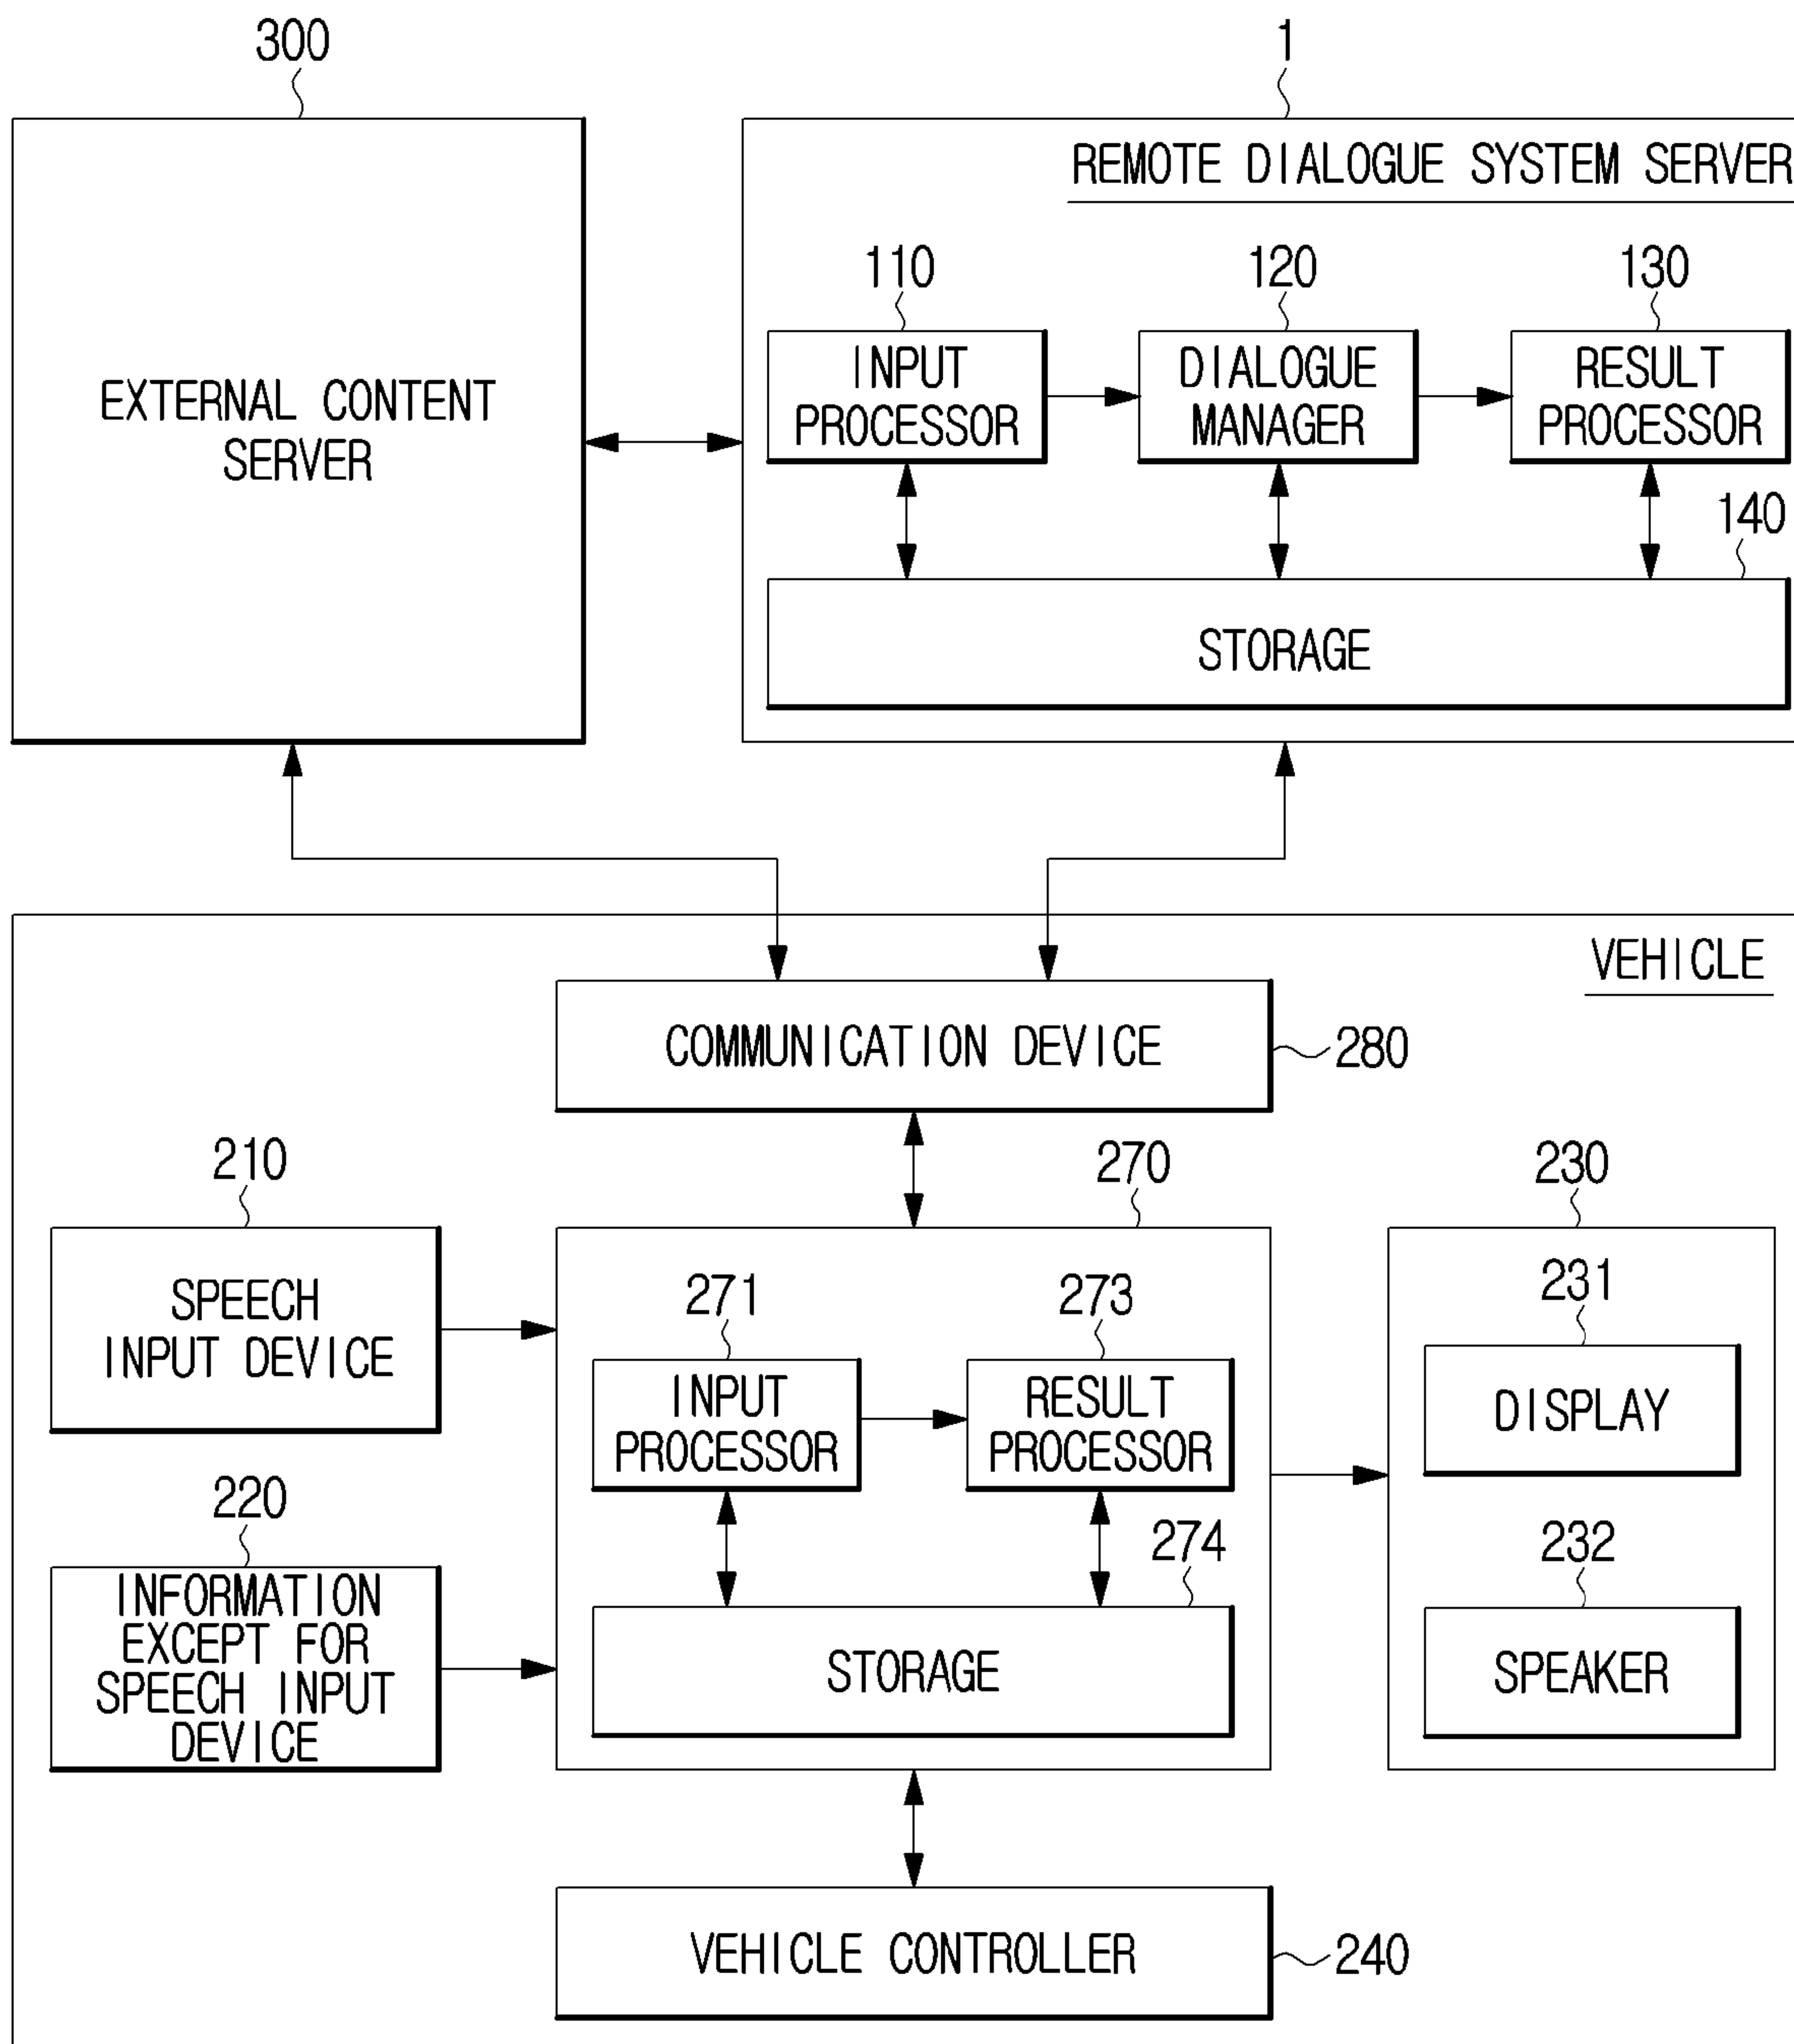 300
1
REMOTE DIALOGUE SYSTEM SERVER
110
120
130
EXTERNAL CONTENT
SERVER
INPUT
PROCESSOR
DIALOGUE
MANAGER
RESULT
PROCESSOR
140
STORAGE
VEHICLE
COMMUNICATION DEVICE
280
210
270
230
SPEECH
INPUT DEVICE
271
273
231
INPUT
PROCESSOR
RESULT
PROCESSOR
DISPLAY
220
274
232
INFORMATION
EXCEPT FOR
SPEECH INPUT
DEVICE
STORAGE
SPEAKER
VEHICLE CONTROLLER
240